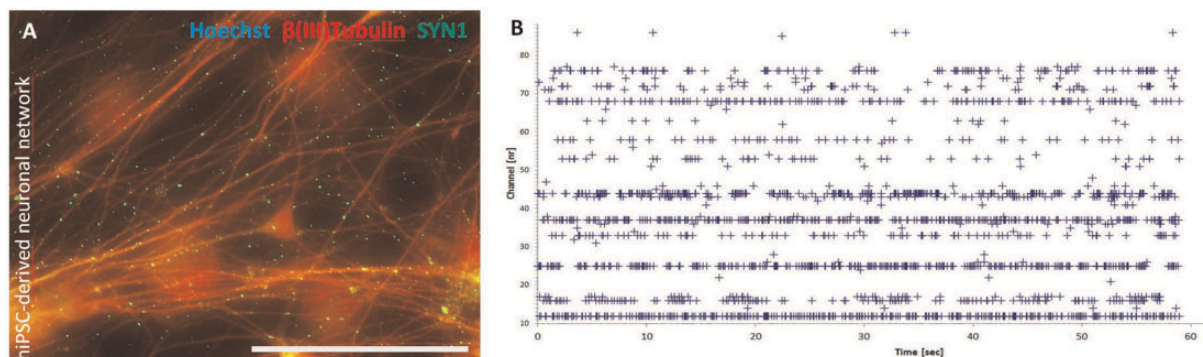 A
Hoechst β(III)Tubulin SYN1
hiPSC-derived neuronal network
B
Channel [nr]
80
70
60
50
40
30
20
10
0 10 20 30 40 50 60
Time [sec]